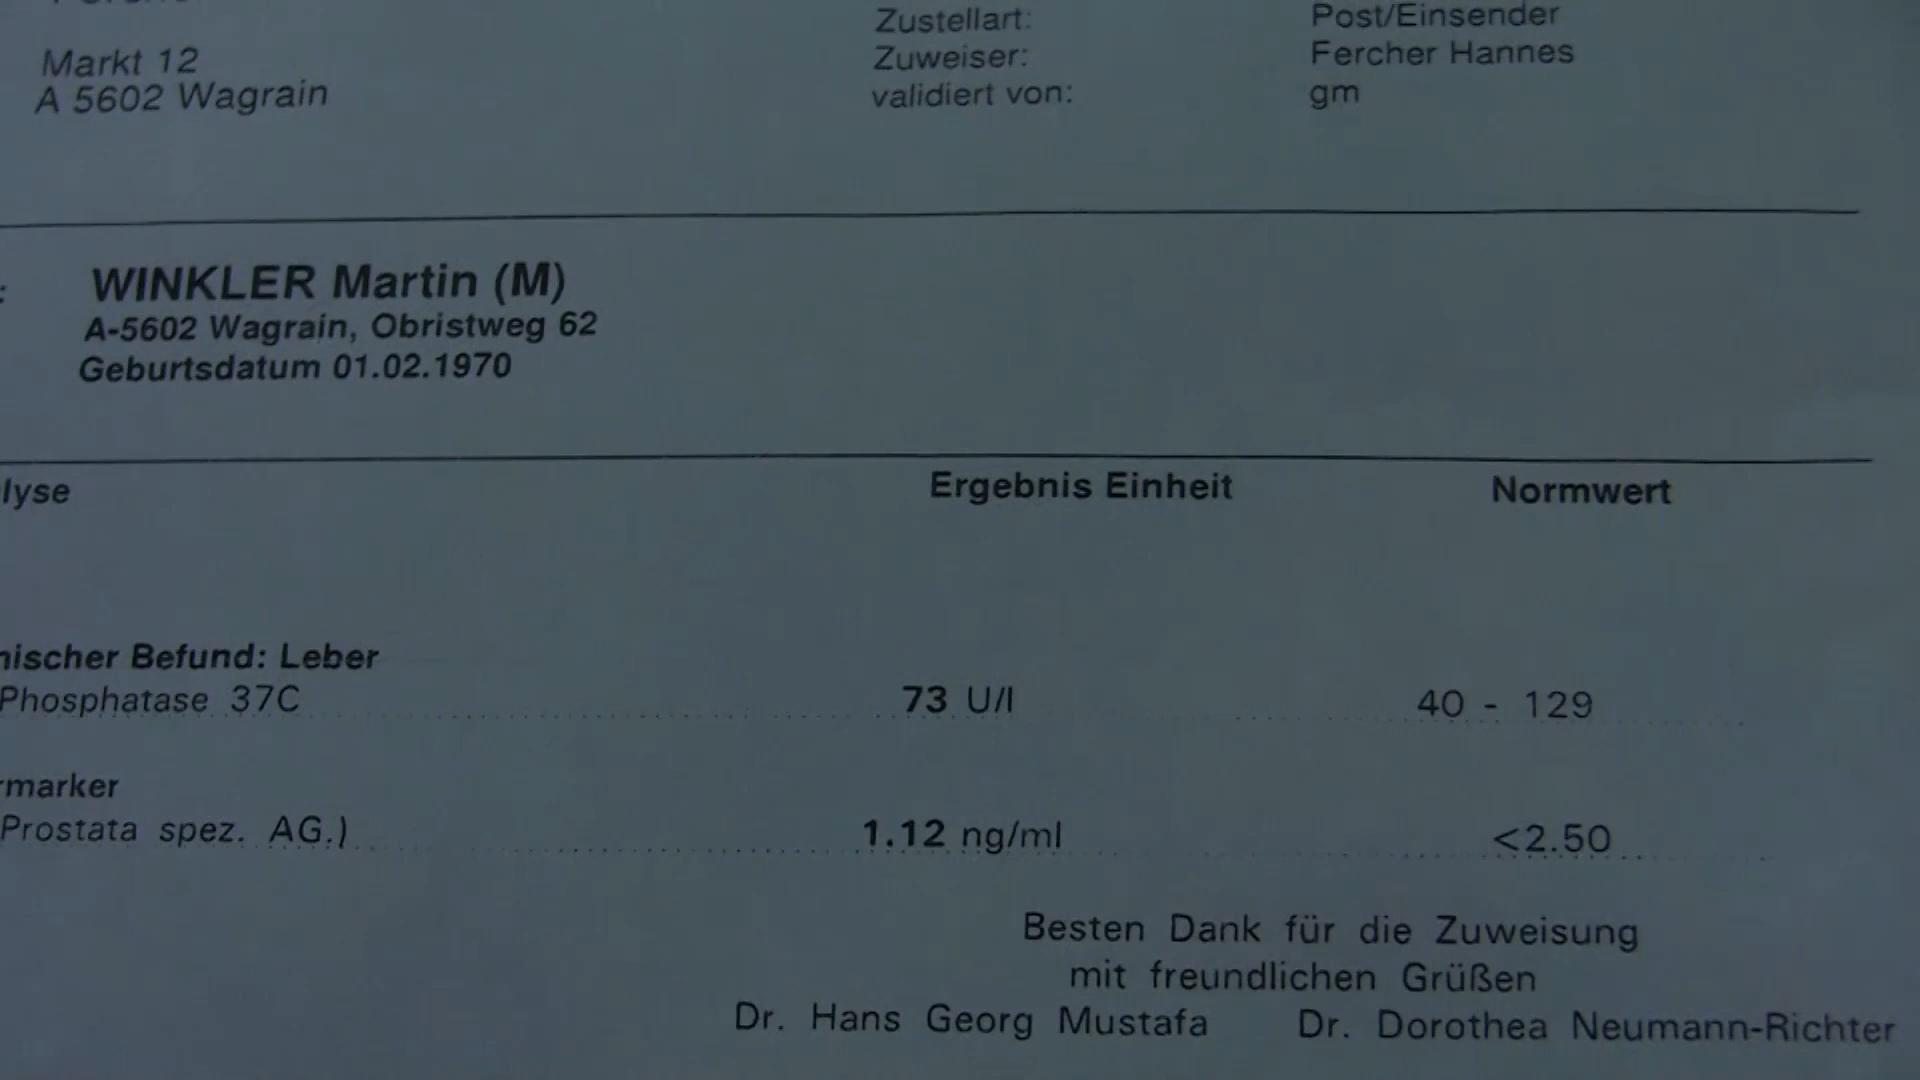 Zustellart: Post/Einsender
Markt 12 Zuweiser: Fercher Hannes
A 5602 Wagrain validiert von: gm
WINKLER Martin (M)
A-5602 Wagrain, Obristweg 62
Geburtsdatum 01.02.1970
lyse Ergebnis Einheit Normwert
nischer Befund: Leber
Phosphatase 37C 73 U/l 40 - 129
rmarker
Prostata spez. AG.) 1.12 ng/ml <2.50
Besten Dank für die Zuweisung
mit freundlichen Grüßen
Dr. Hans Georg Mustafa Dr. Dorothea Neumann-Richter